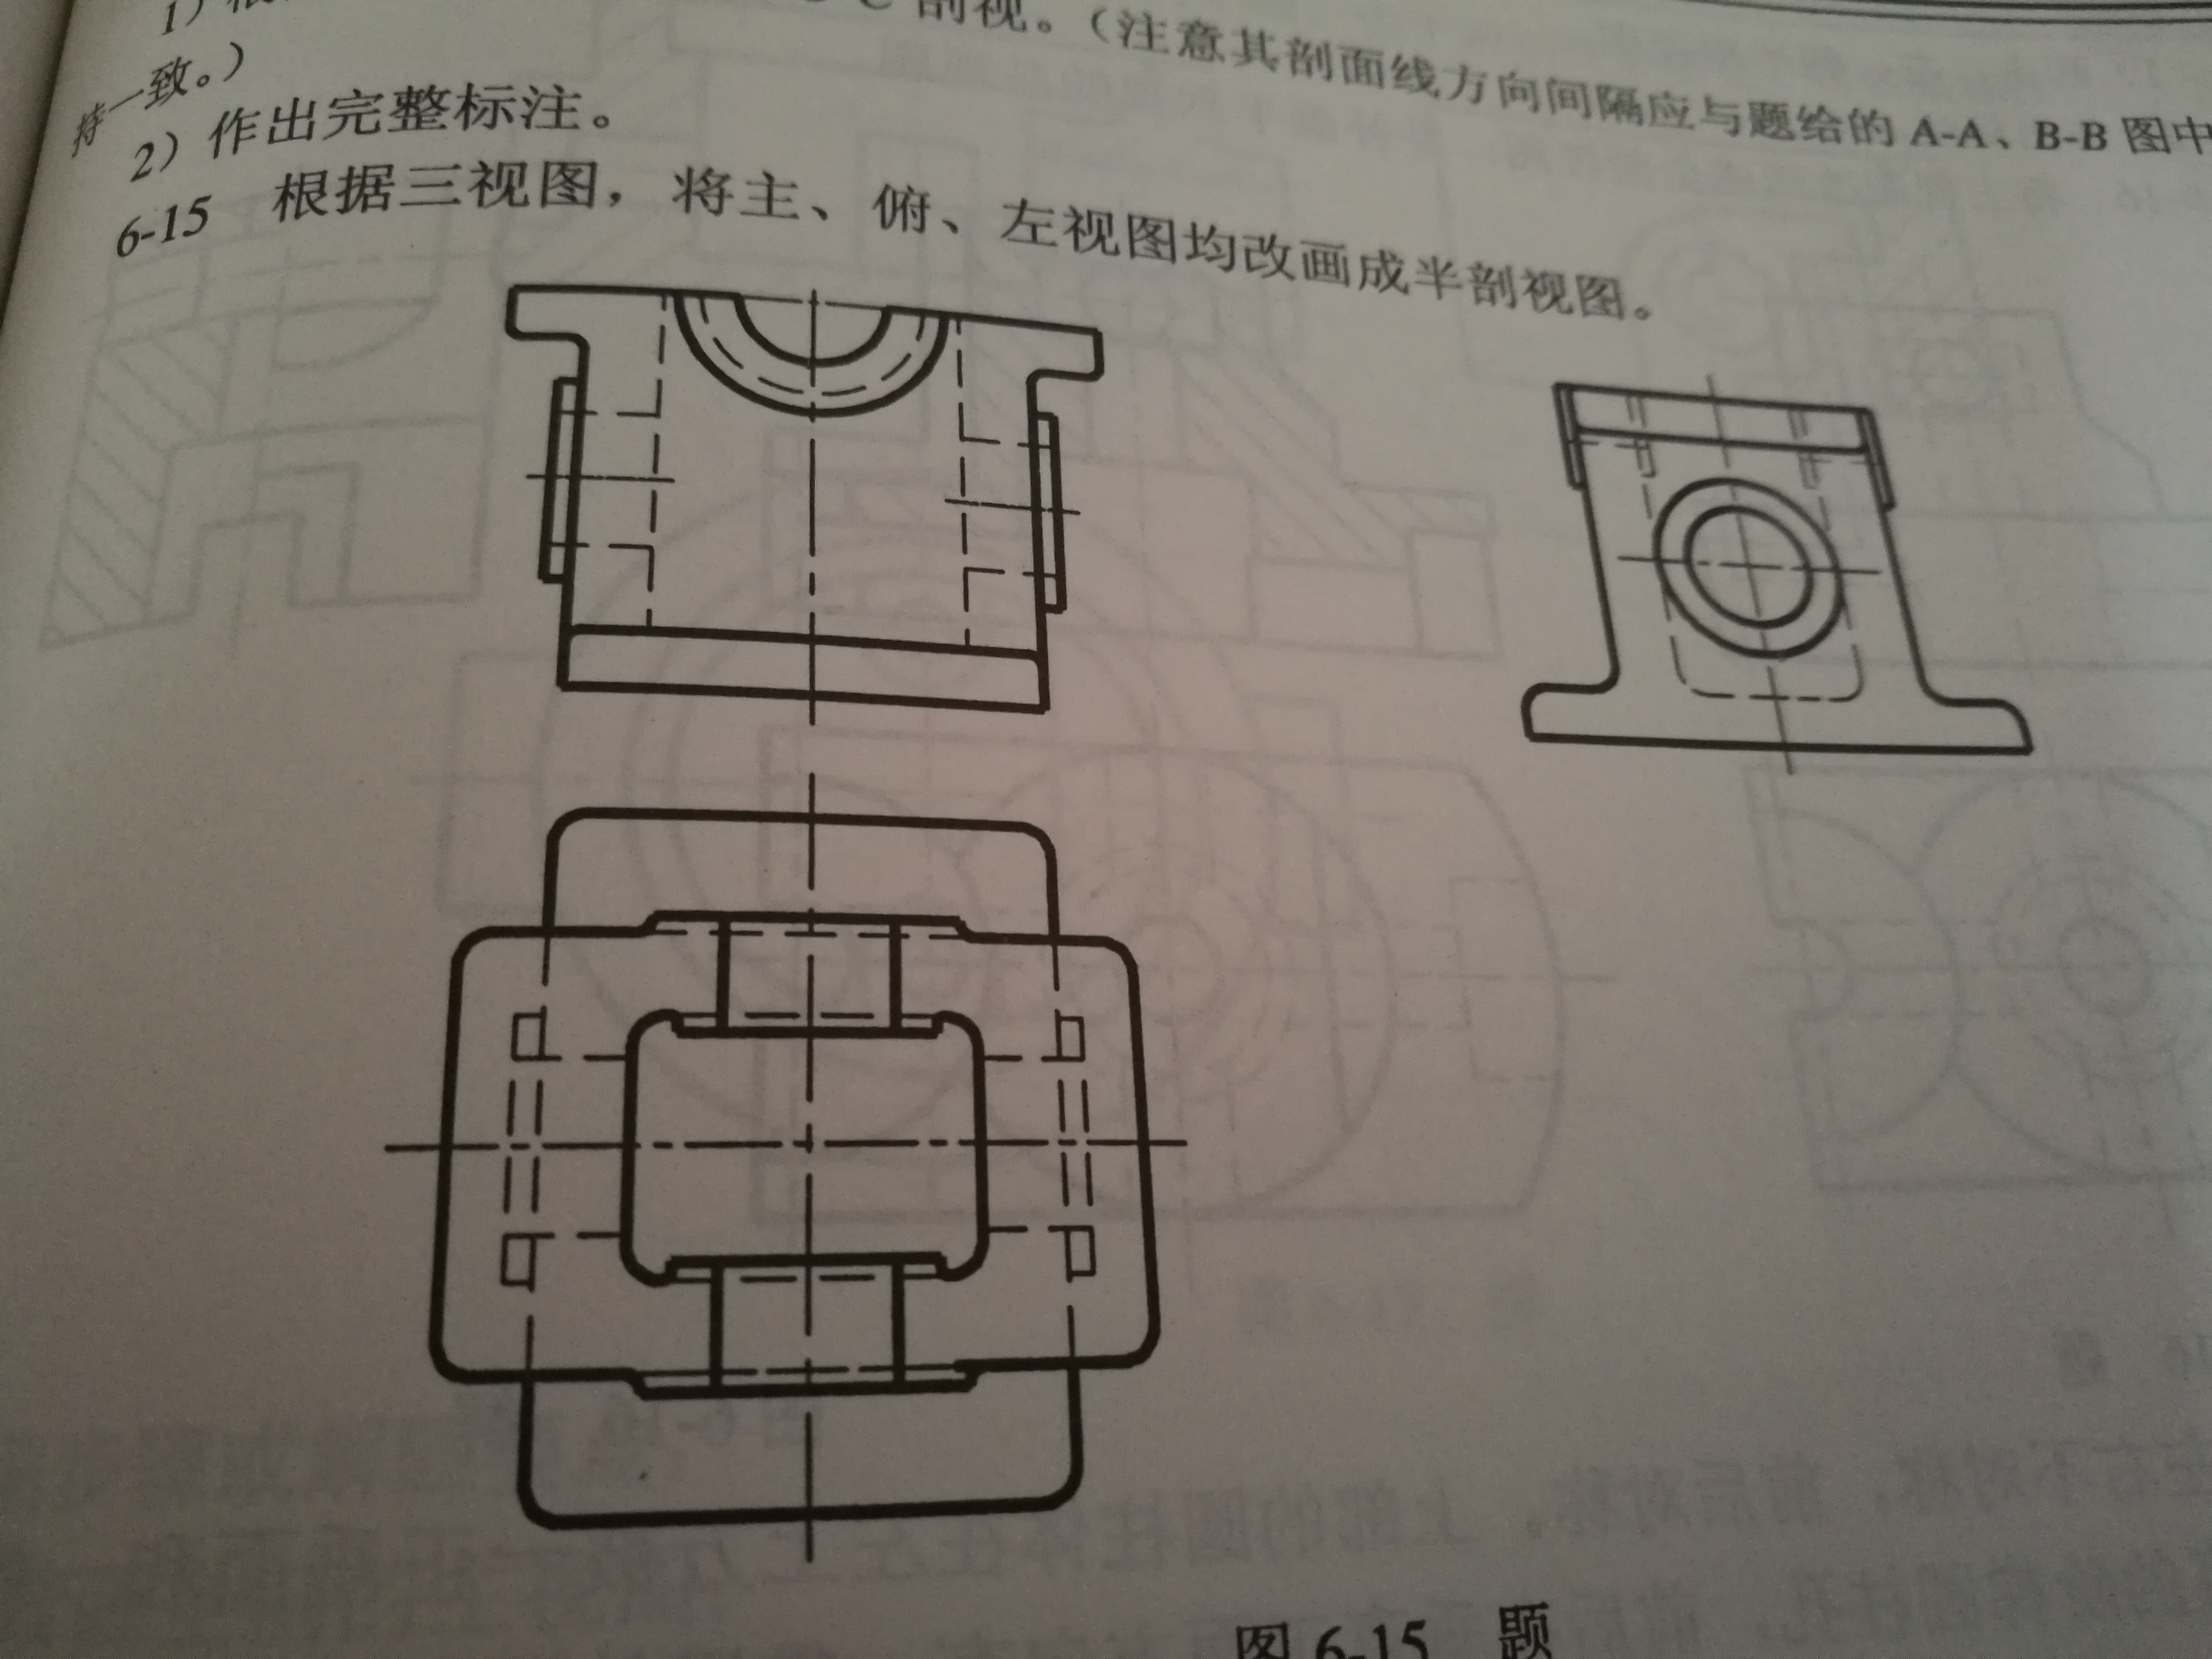 1）根
剖视。（注意其剖面线方向间隔应与题给的 A-A、B-B 图中
持一致。）
2）作出完整标注。
6-15 根据三视图，将主、俯、左视图均改画成半剖视图。
图 6-15 题